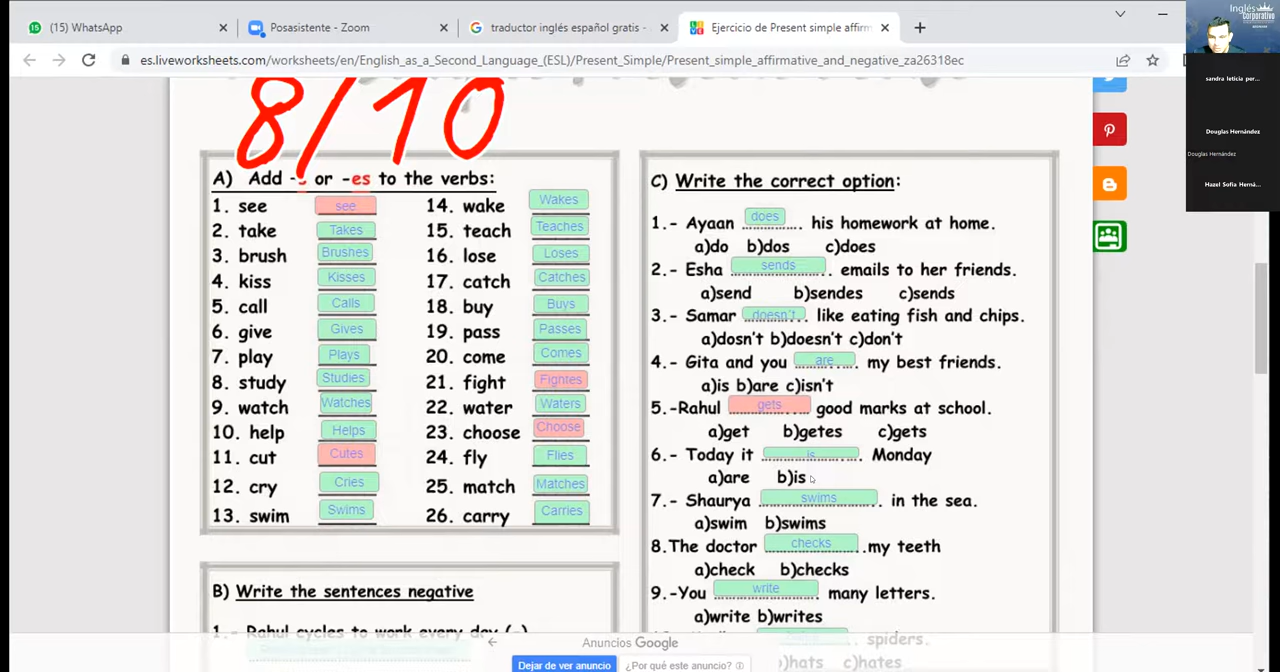 (15) WhatsApp
Posasistente - Zoom
traductor inglés español gratis -
Ejercicio de Present simple affirm
es.liveworksheets.com/worksheets/en/English_as_a_Second_Language_(ESL)/Present_Simple/Present_simple_affirmative_and_negative_za26318ec
Inglés
Corporativo
sandra leticia per...
Douglas Hernández
Douglas Hernández
Hazel Sofia Herná...
8/10
A) Add -s or -es to the verbs:
1. see see
2. take Takes
3. brush Brushes
4. kiss Kisses
5. call Calls
6. give Gives
7. play Plays
8. study Studies
9. watch Watches
10. help Helps
11. cut Cutes
12. cry Cries
13. swim Swims
14. wake Wakes
15. teach Teaches
16. lose Loses
17. catch Catches
18. buy Buys
19. pass Passes
20. come Comes
21. fight Fightes
22. water Waters
23. choose Choose
24. fly Flies
25. match Matches
26. carry Carries
B) Write the sentences negative
1.- Rahul cycles to work every day (-)
C) Write the correct option:
1.- Ayaan does his homework at home.
a)do b)dos c)does
2.- Esha sends emails to her friends.
a)send b)sendes c)sends
3.- Samar doesn't like eating fish and chips.
a)dosn't b)doesn't c)don't
4.- Gita and you are my best friends.
a)is b)are c)isn't
5.-Rahul gets good marks at school.
a)get b)getes c)gets
6.- Today it is Monday
a)are b)is
7.- Shaurya swims in the sea.
a)swim b)swims
8.The doctor checks .my teeth
a)check b)checks
9.-You write many letters.
a)write b)writes
spiders.
)hats c)hates
Anuncios Google
Dejar de ver anuncio
¿Por qué este anuncio?